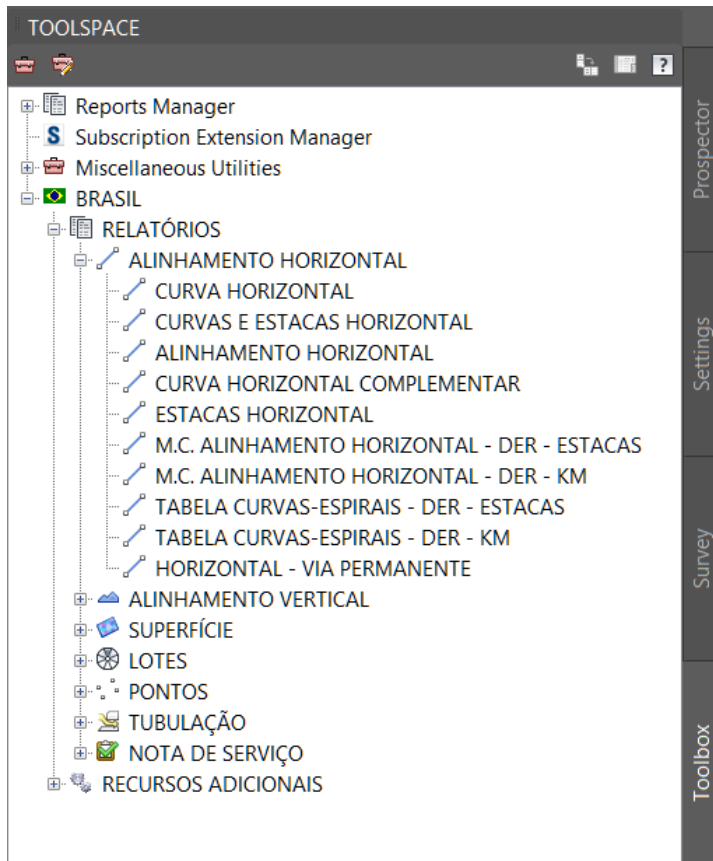 TOOLSPACE
?
Reports Manager
S Subscription Extension Manager
Miscellaneous Utilities
BRASIL
RELATÓRIOS
ALINHAMENTO HORIZONTAL
CURVA HORIZONTAL
CURVAS E ESTACAS HORIZONTAL
ALINHAMENTO HORIZONTAL
CURVA HORIZONTAL COMPLEMENTAR
ESTACAS HORIZONTAL
M.C. ALINHAMENTO HORIZONTAL - DER - ESTACAS
M.C. ALINHAMENTO HORIZONTAL - DER - KM
TABELA CURVAS-ESPIRAIS - DER - ESTACAS
TABELA CURVAS-ESPIRAIS - DER - KM
HORIZONTAL - VIA PERMANENTE
ALINHAMENTO VERTICAL
SUPERFÍCIE
LOTES
PONTOS
TUBULAÇÃO
NOTA DE SERVIÇO
RECURSOS ADICIONAIS
Prospector
Settings
Survey
Toolbox